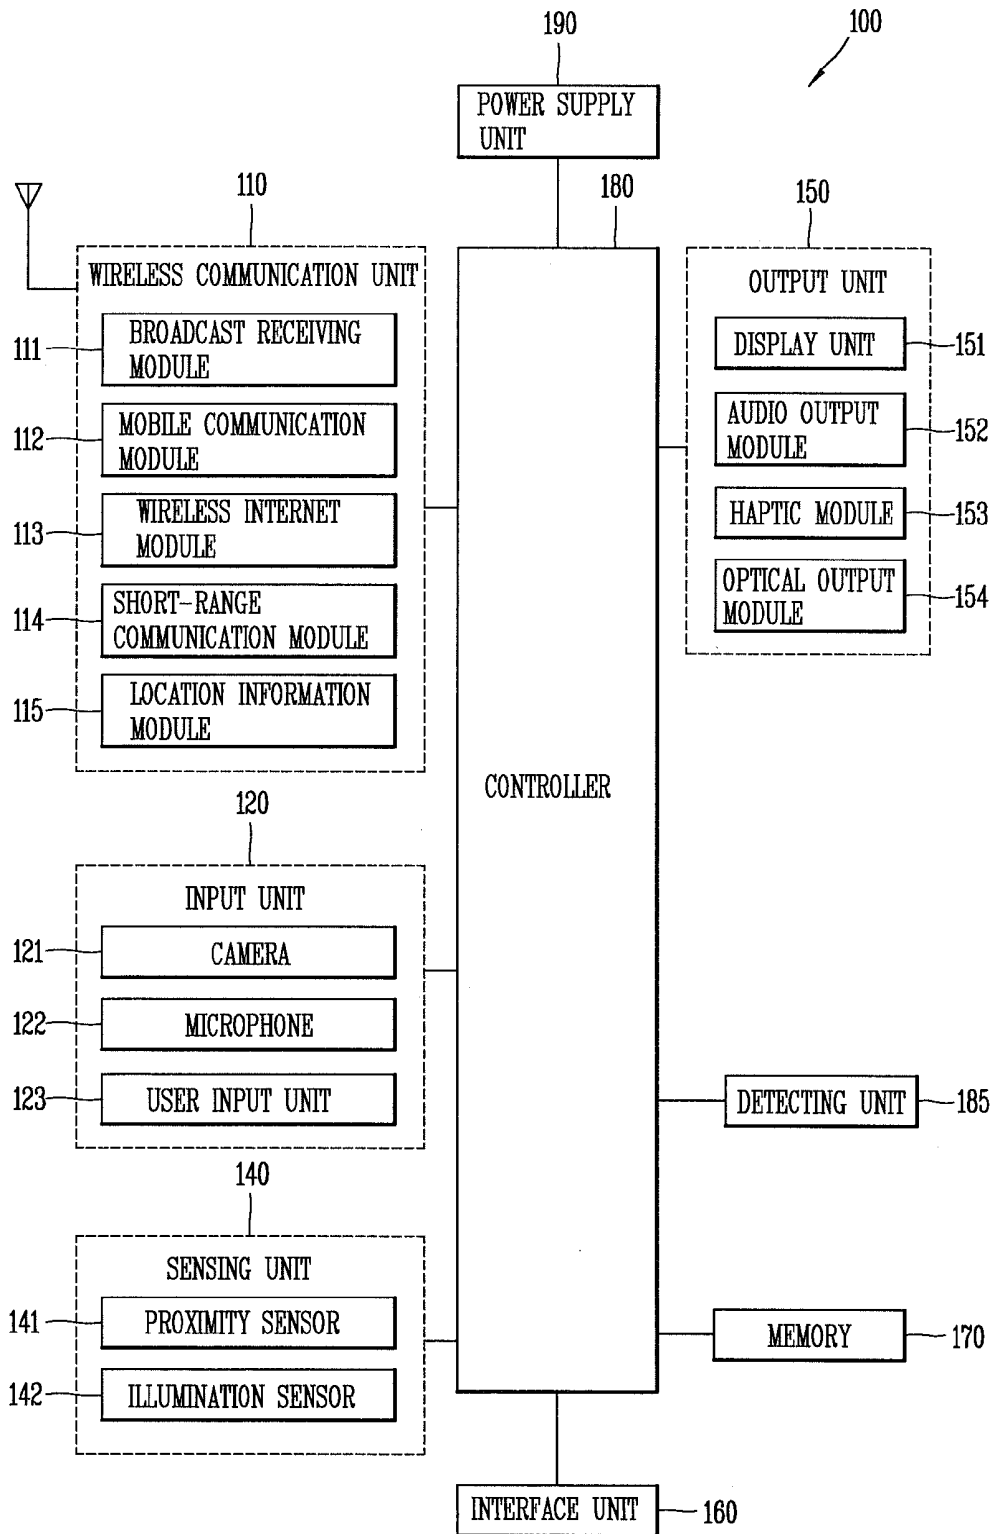 100
190
POWER SUPPLY
UNIT
110
180
150
WIRELESS COMMUNICATION UNIT
111
BROADCAST RECEIVING
MODULE
112
MOBILE COMMUNICATION
MODULE
113
WIRELESS INTERNET
MODULE
114
SHORT-RANGE
COMMUNICATION MODULE
115
LOCATION INFORMATION
MODULE
OUTPUT UNIT
DISPLAY UNIT
151
AUDIO OUTPUT
MODULE
152
HAPTIC MODULE
153
OPTICAL OUTPUT
MODULE
154
CONTROLLER
120
INPUT UNIT
121
CAMERA
122
MICROPHONE
123
USER INPUT UNIT
DETECTING UNIT
185
140
SENSING UNIT
141
PROXIMITY SENSOR
142
ILLUMINATION SENSOR
MEMORY
170
INTERFACE UNIT
160